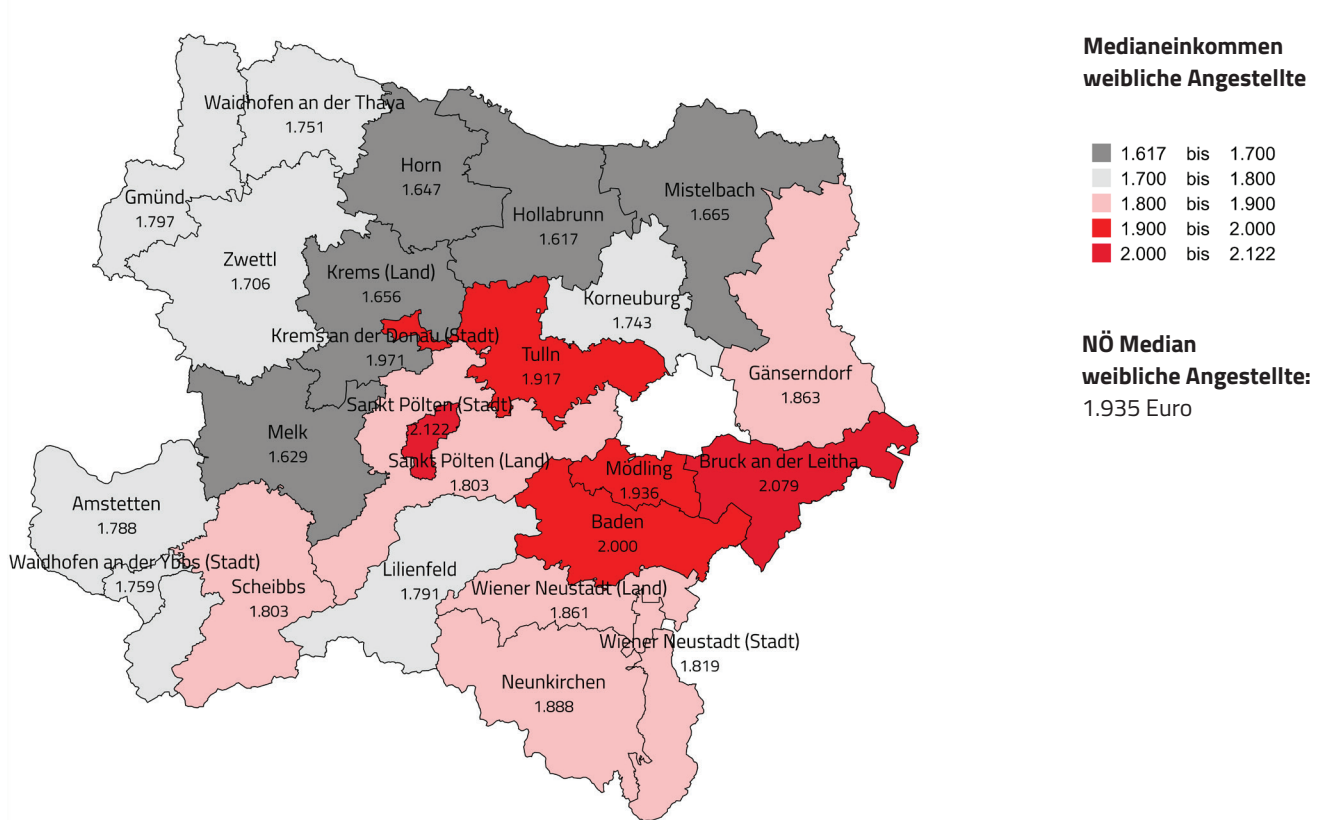 Waidhofen an der Thaya
1.751
Horn
1.647
Mistelbach
1.665
Gmünd
1.797
Hollabrunn
1.617
Zwettl
1.706
Krems (Land)
1.656
Korneuburg
1.743
Krems an der Donau (Stadt)
1.971
Tulln
1.917
Gänserndorf
1.863
Sankt Pölten (Stadt)
2.122
Melk
1.629
Sankt Pölten (Land)
1.803
Mödling
1.936
Bruck an der Leitha
2.079
Amstetten
1.788
Baden
2.000
Waidhofen an der Ybbs (Stadt)
1.759
Scheibbs
1.803
Lilienfeld
1.791
Wiener Neustadt (Land)
1.861
Wiener Neustadt (Stadt)
1.819
Neunkirchen
1.888
Medianeinkommen
weibliche Angestellte
1.617 bis 1.700
1.700 bis 1.800
1.800 bis 1.900
1.900 bis 2.000
2.000 bis 2.122
NÖ Median
weibliche Angestellte:
1.935 Euro